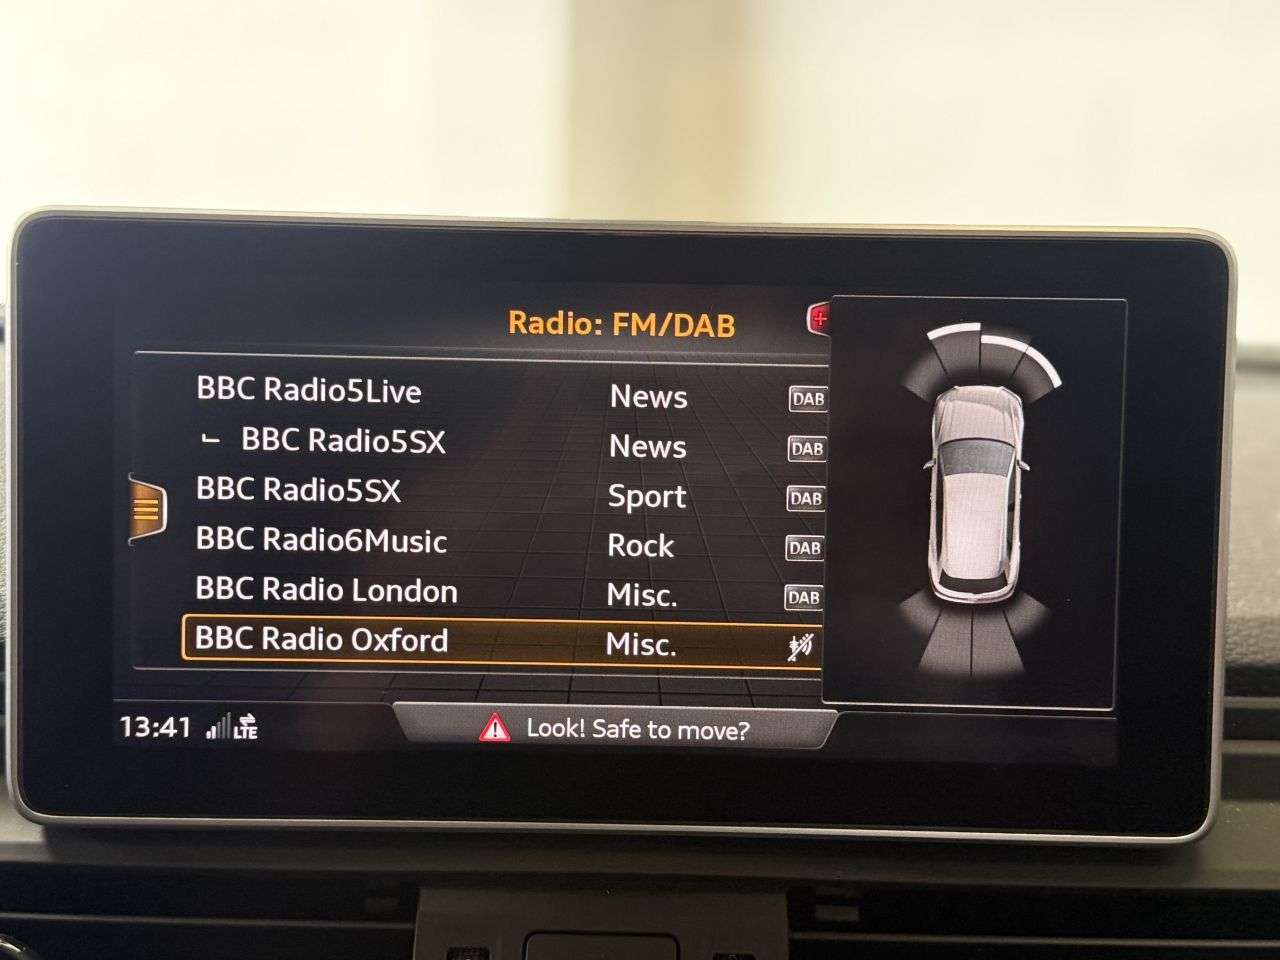 Radio: FM/DAB
BBC Radio5Live News DAB
BBC Radio5SX News DAB
BBC Radio5SX Sport DAB
BBC Radio6Music Rock DAB
BBC Radio London Misc. DAB
BBC Radio Oxford Misc.
13:41 LTE Look! Safe to move?